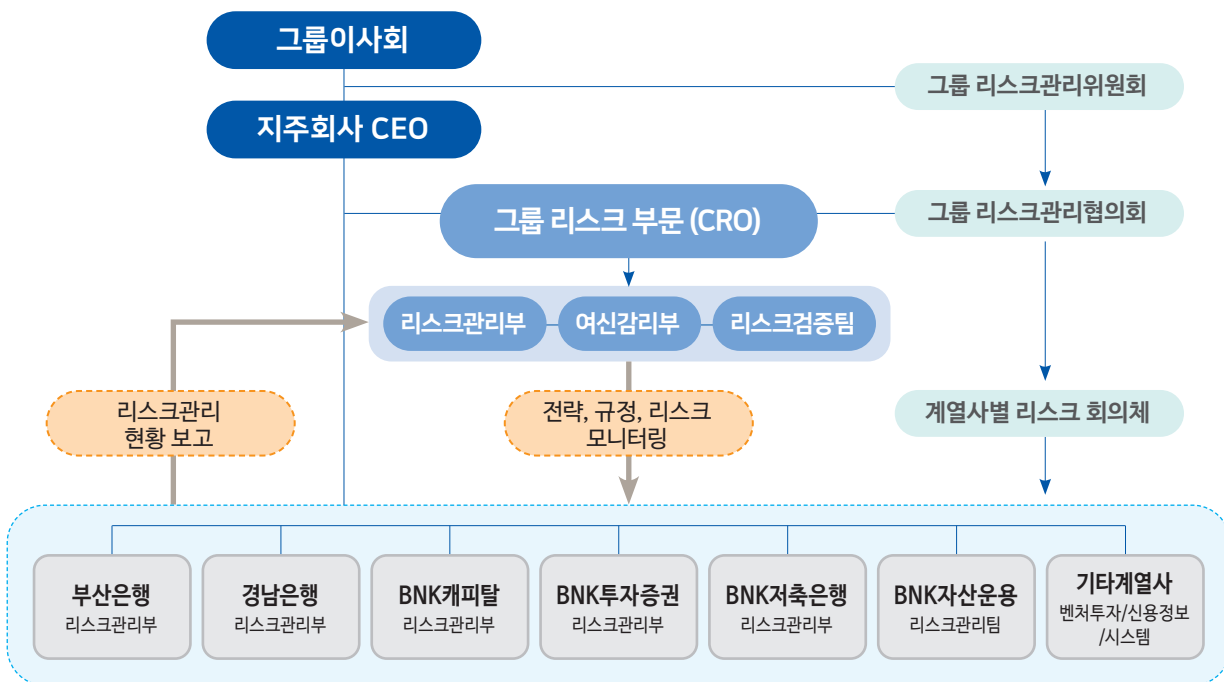 그룹이사회
그룹 리스크관리위원회
지주회사 CEO
그룹 리스크 부문 (CRO)
그룹 리스크관리협의회
리스크관리부
여신감리부
리스크검증팀
리스크관리
현황 보고
전략, 규정, 리스크
모니터링
계열사별 리스크 회의체
부산은행
리스크관리부
경남은행
리스크관리부
BNK캐피탈
리스크관리부
BNK투자증권
리스크관리부
BNK저축은행
리스크관리부
BNK자산운용
리스크관리팀
기타계열사
벤처투자/신용정보
/시스템